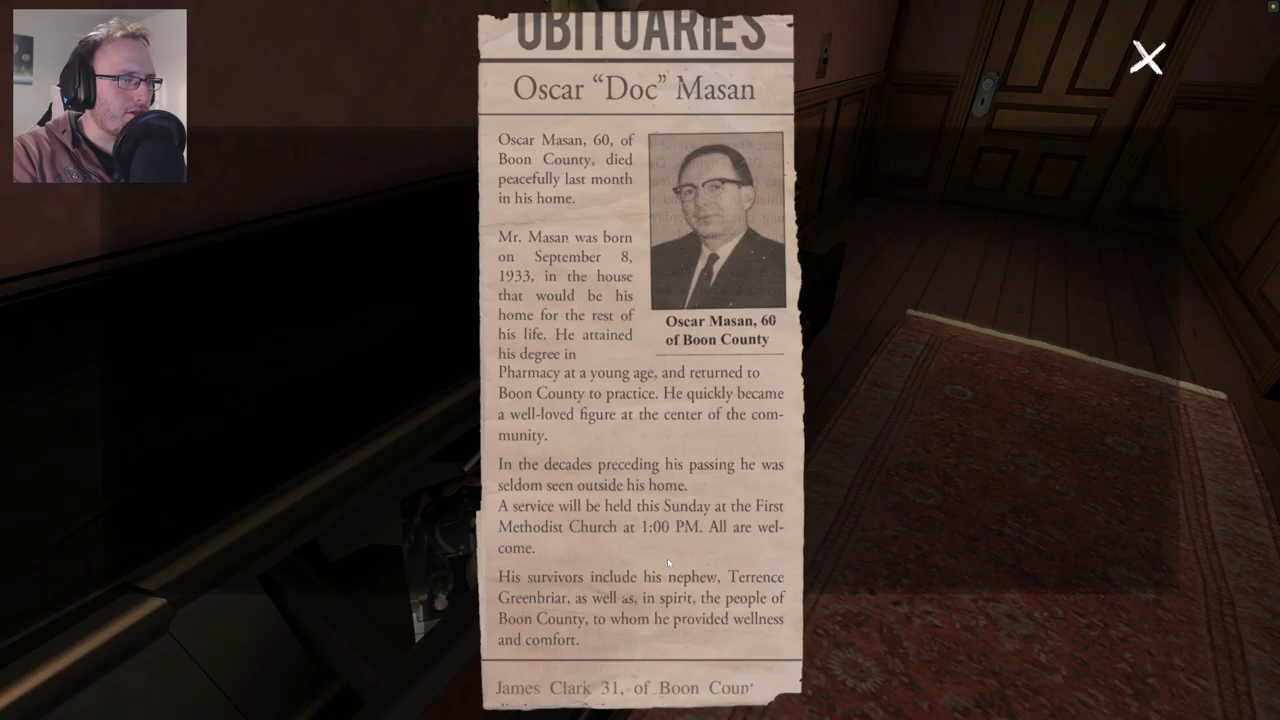 OBITUARIES
Oscar “Doc” Masan
Oscar Masan, 60, of
Boon County, died
peacefully last month
in his home.
Mr. Masan was born
on September 8,
1933, in the house
that would be his
home for the rest of
his life. He attained
his degree in
Pharmacy at a young age, and returned to
Boon County to practice. He quickly became
a well-loved figure at the center of the com-
munity.
Oscar Masan, 60
of Boon County
In the decades preceding his passing he was
seldom seen outside his home.
A service will be held this Sunday at the First
Methodist Church at 1:00 PM. All are wel-
come.
His survivors include his nephew, Terrence
Greenbriar, as well as, in spirit, the people of
Boon County, to whom he provided wellness
and comfort.
James Clark 31, of Boon Coun